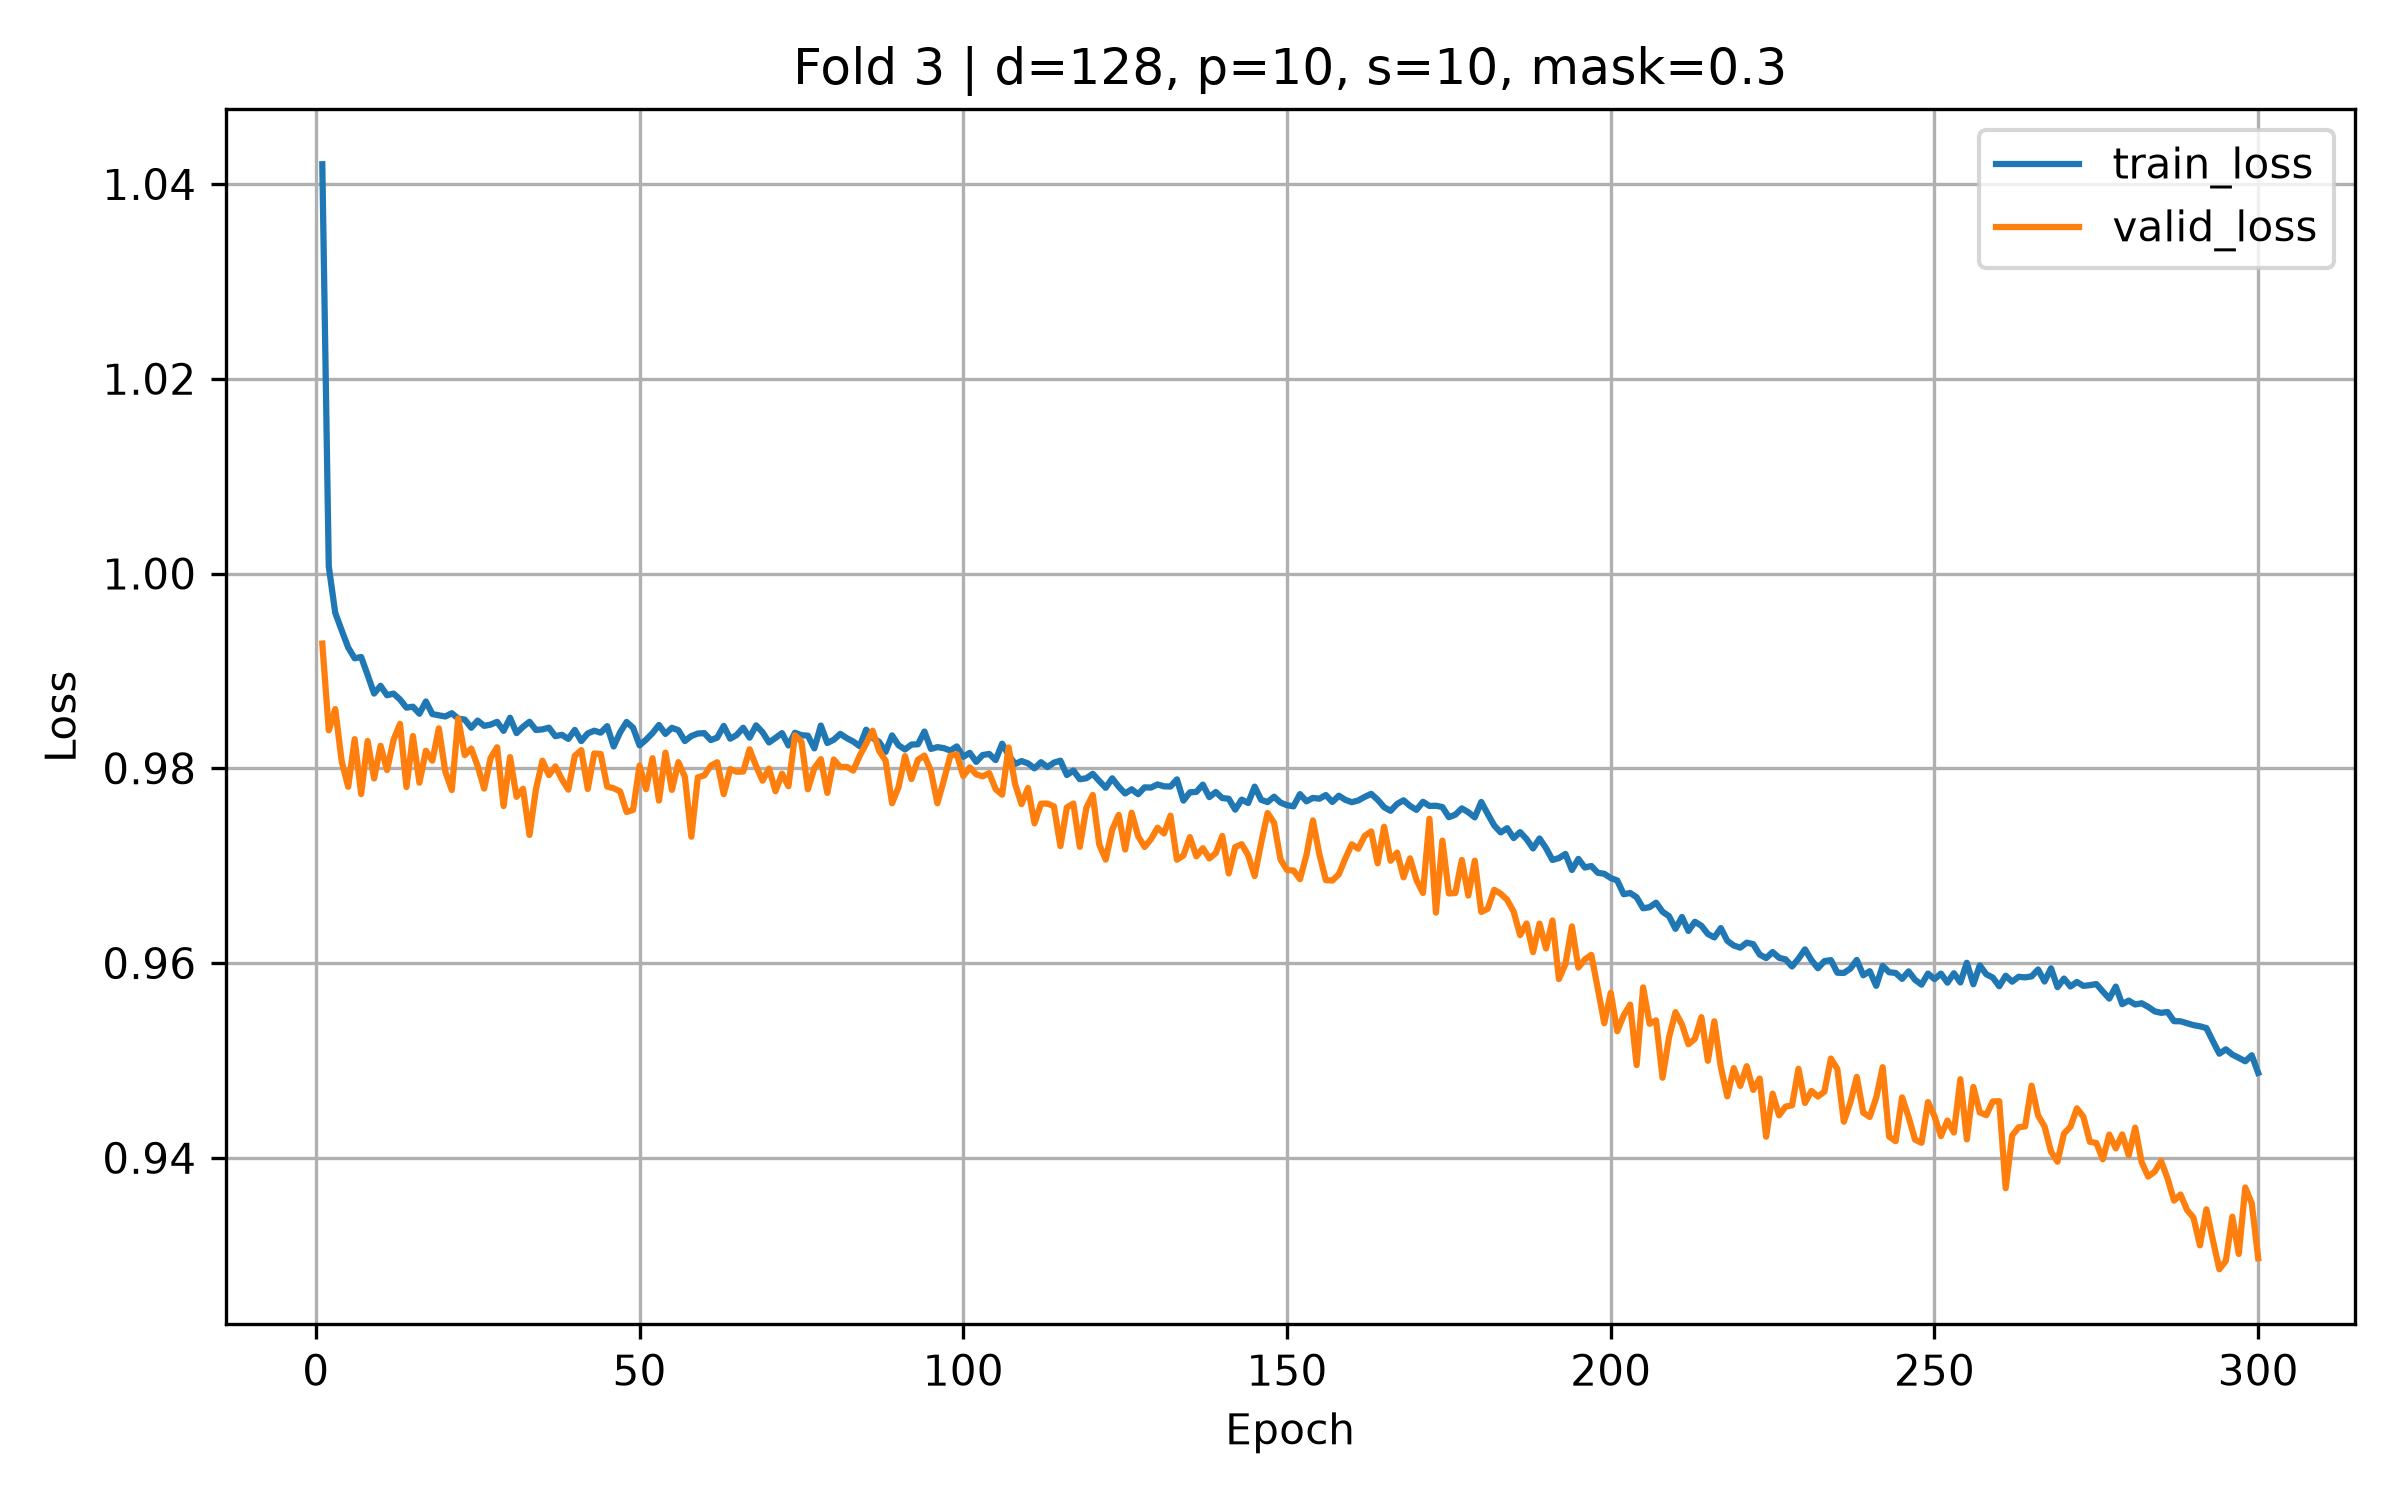 Fold 3 | d=128, p=10, s=10, mask=0.3
train_loss
valid_loss
1.04
1.02
1.00
0.98
0.96
0.94
Loss
0 50 100 150 200 250 300
Epoch